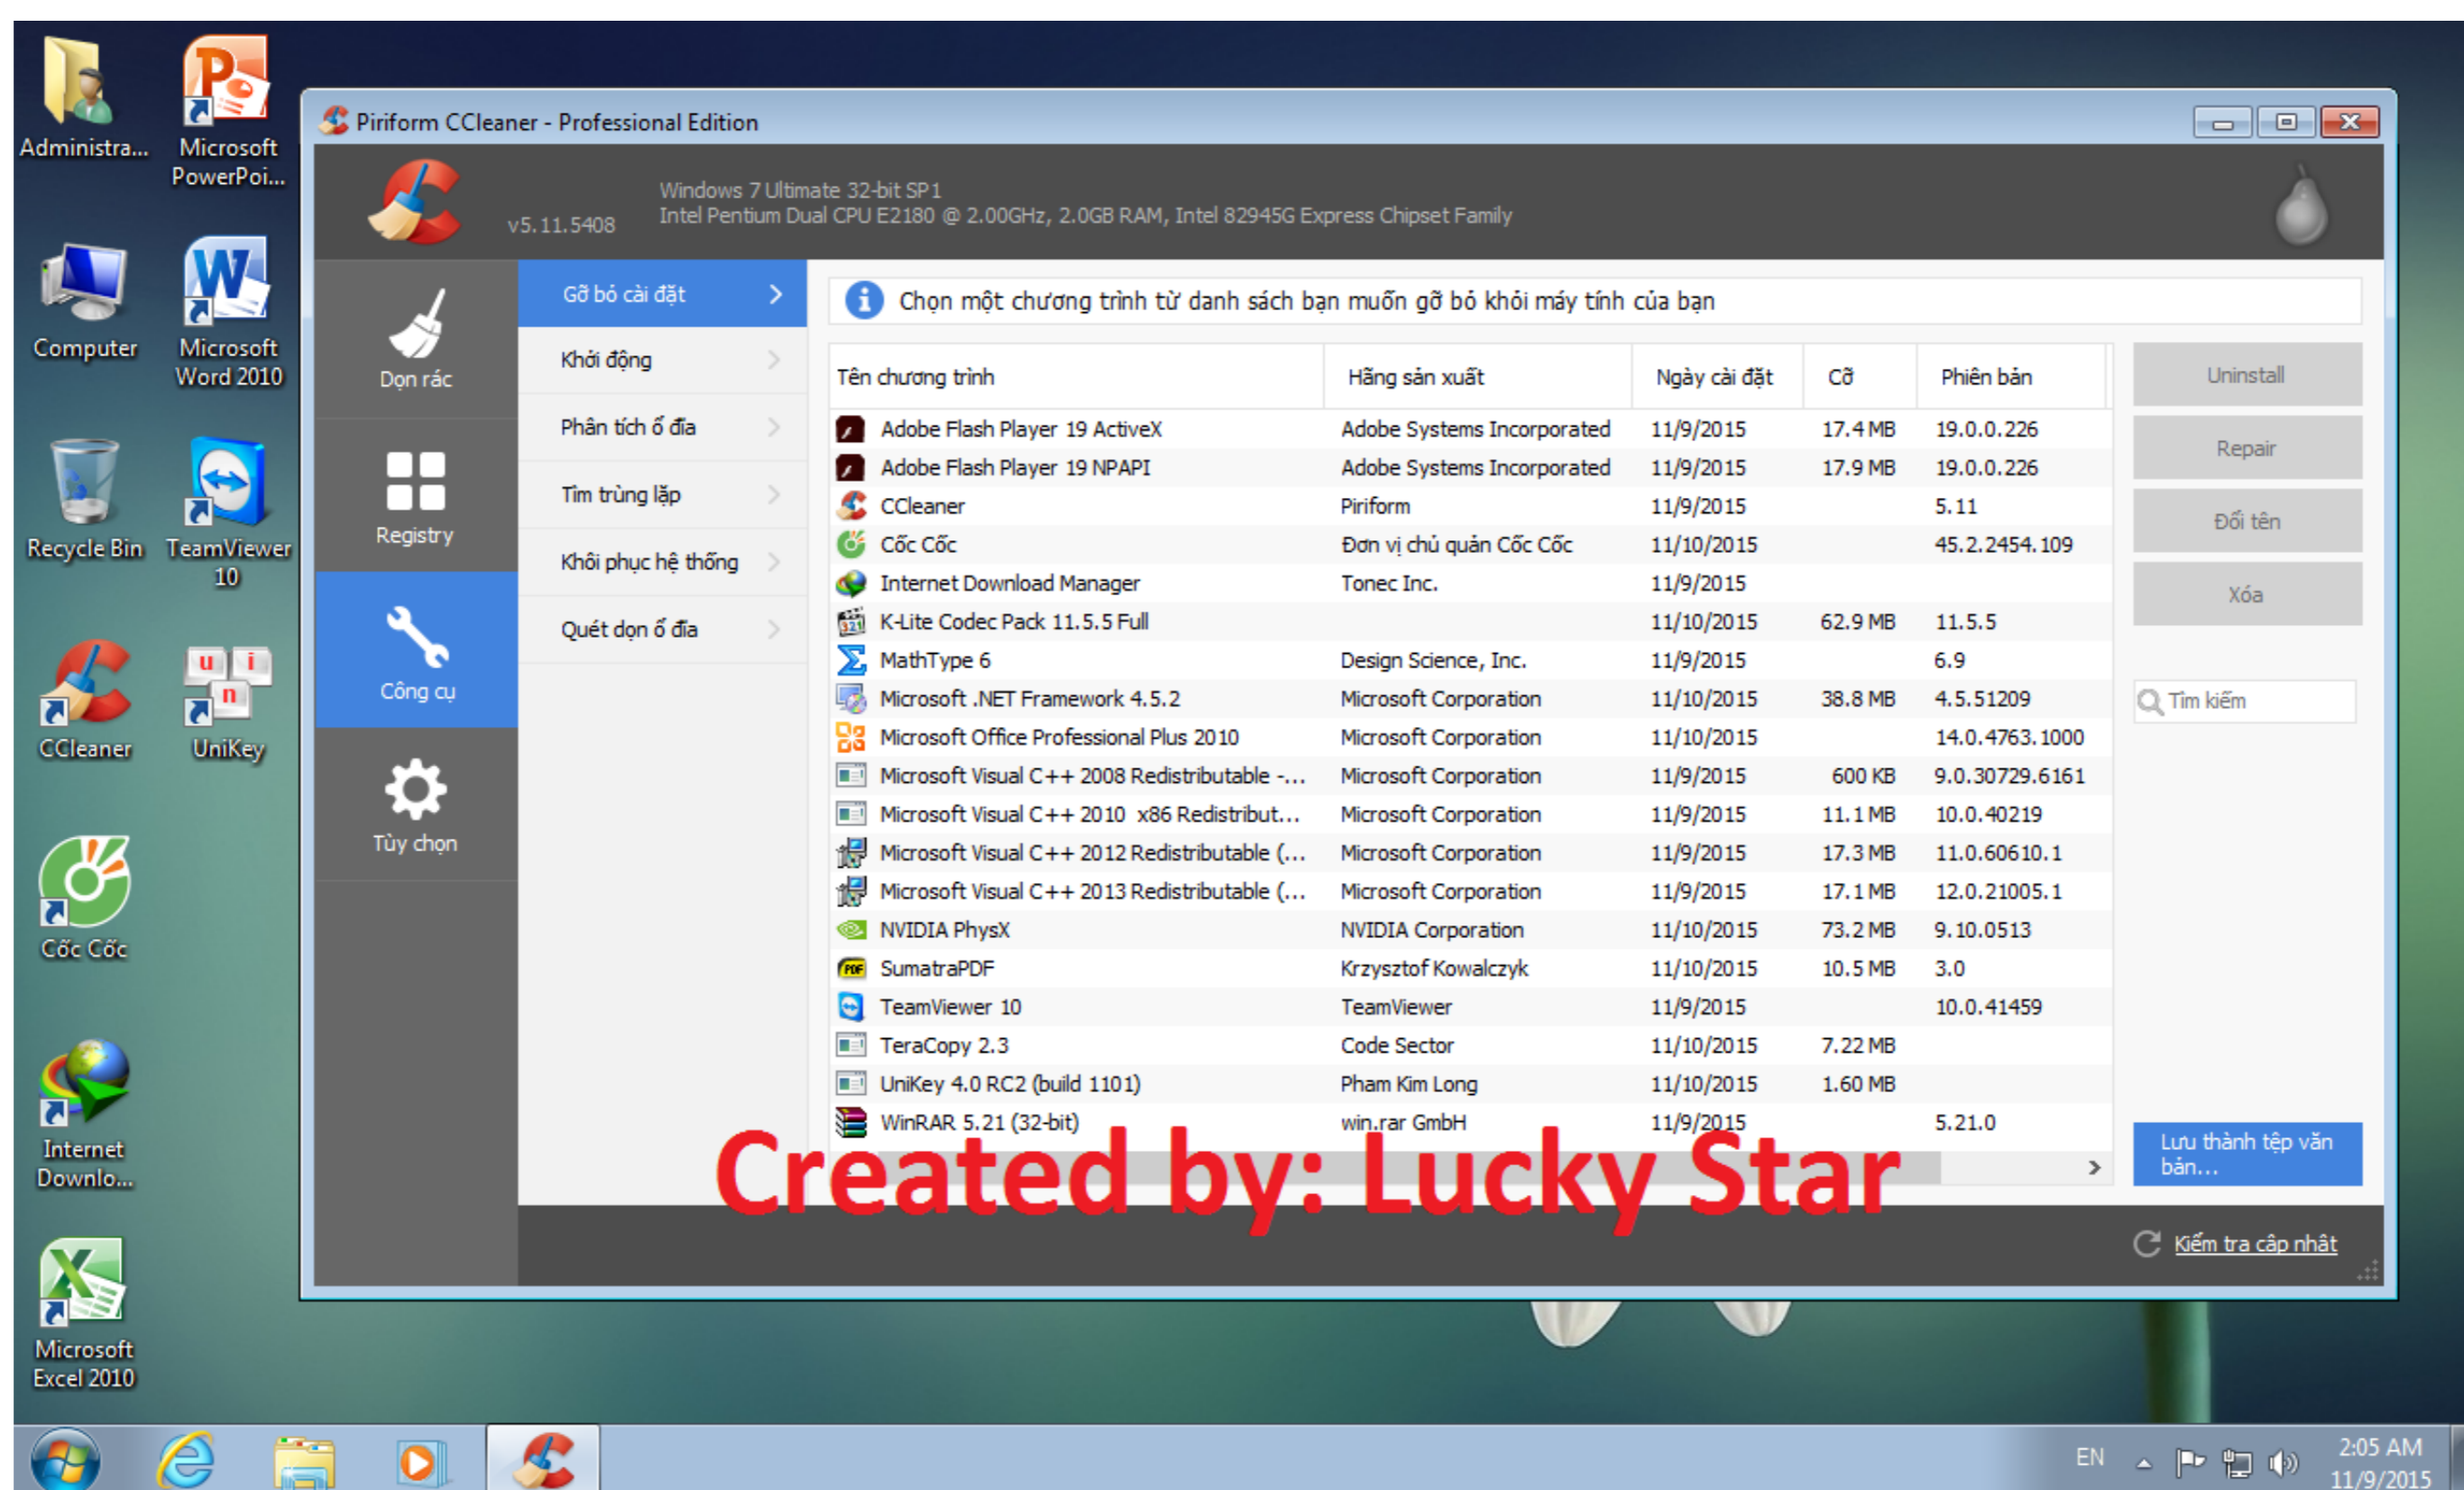 Administra...
Microsoft
PowerPoi...
Computer
Microsoft
Word 2010
Recycle Bin
TeamViewer
10
CCleaner
UniKey
Cốc Cốc
Internet
Downlo...
Microsoft
Excel 2010
Piriform CCleaner - Professional Edition
v5.11.5408
Windows 7 Ultimate 32-bit SP1
Intel Pentium Dual CPU E2180 @ 2.00GHz, 2.0GB RAM, Intel 82945G Express Chipset Family
Dọn rác
Registry
Công cụ
Tùy chọn
Gỡ bỏ cài đặt
Khởi động
Phân tích ổ đĩa
Tìm trùng lặp
Khôi phục hệ thống
Quét dọn ổ đĩa
Chọn một chương trình từ danh sách bạn muốn gỡ bỏ khỏi máy tính của bạn
Tên chương trình Hãng sản xuất Ngày cài đặt Cỡ Phiên bản
Adobe Flash Player 19 ActiveX Adobe Systems Incorporated 11/9/2015 17.4 MB 19.0.0.226
Adobe Flash Player 19 NPAPI Adobe Systems Incorporated 11/9/2015 17.9 MB 19.0.0.226
CCleaner Piriform 11/9/2015 5.11
Cốc Cốc Đơn vị chủ quản Cốc Cốc 11/10/2015 45.2.2454.109
Internet Download Manager Tonec Inc. 11/9/2015
K-Lite Codec Pack 11.5.5 Full 11/10/2015 62.9 MB 11.5.5
MathType 6 Design Science, Inc. 11/9/2015 6.9
Microsoft .NET Framework 4.5.2 Microsoft Corporation 11/10/2015 38.8 MB 4.5.51209
Microsoft Office Professional Plus 2010 Microsoft Corporation 11/10/2015 14.0.4763.1000
Microsoft Visual C++ 2008 Redistributable -... Microsoft Corporation 11/9/2015 600 KB 9.0.30729.6161
Microsoft Visual C++ 2010 x86 Redistribut... Microsoft Corporation 11/9/2015 11.1 MB 10.0.40219
Microsoft Visual C++ 2012 Redistributable (... Microsoft Corporation 11/9/2015 17.3 MB 11.0.60610.1
Microsoft Visual C++ 2013 Redistributable (... Microsoft Corporation 11/9/2015 17.1 MB 12.0.21005.1
NVIDIA PhysX NVIDIA Corporation 11/10/2015 73.2 MB 9.10.0513
SumatraPDF Krzysztof Kowalczyk 11/10/2015 10.5 MB 3.0
TeamViewer 10 TeamViewer 11/9/2015 10.0.41459
TeraCopy 2.3 Code Sector 11/10/2015 7.22 MB
UniKey 4.0 RC2 (build 1101) Pham Kim Long 11/10/2015 1.60 MB
WinRAR 5.21 (32-bit) win.rar GmbH 11/9/2015 5.21.0
Uninstall
Repair
Đổi tên
Xóa
Tìm kiếm
Lưu thành tệp văn
bản...
Created by: Lucky Star
Kiểm tra cập nhật
EN
2:05 AM
11/9/2015